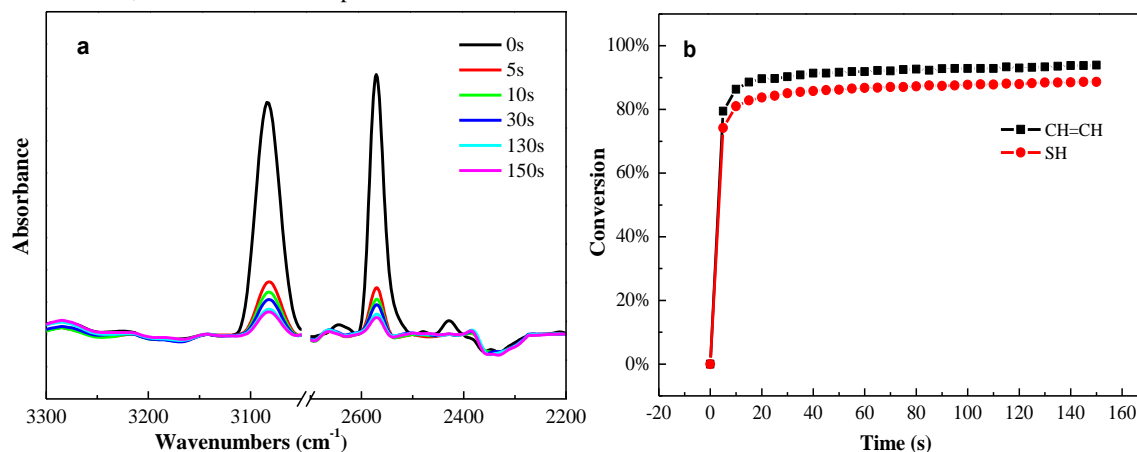 a
0s
5s
10s
30s
130s
150s
Absorbance
3300 3200 3100 2600 2400 2200
Wavenumbers (cm-1)
b
100%
80%
60%
40%
20%
0%
CH=CH
SH
Conversion
-20 0 20 40 60 80 100 120 140 160
Time (s)